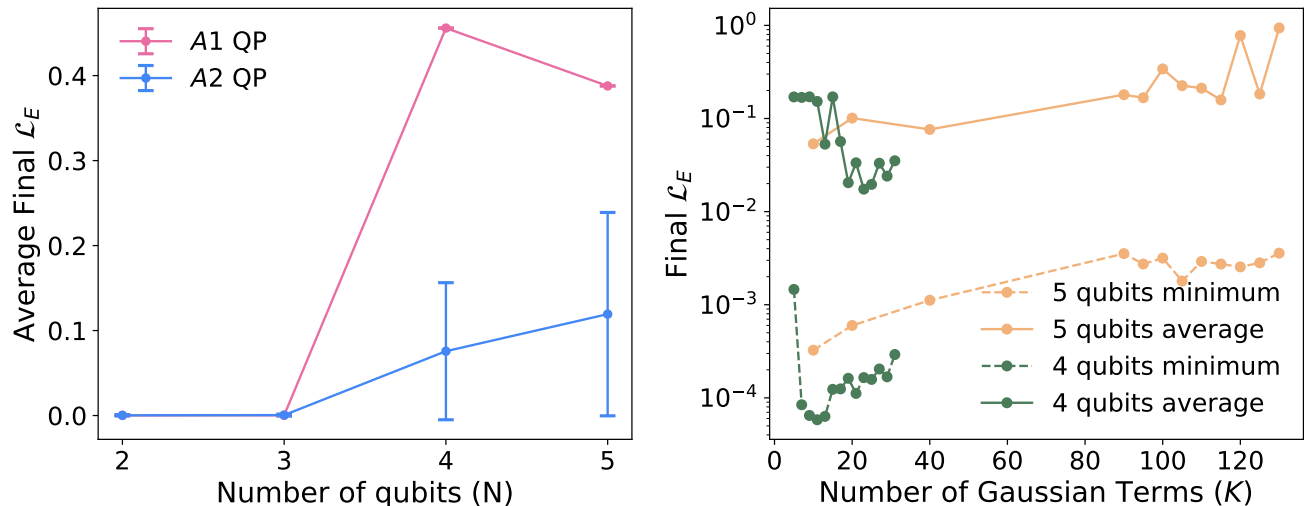 Average Final 𝓛_E
0.4
0.3
0.2
0.1
0.0
A1 QP
A2 QP
2 3 4 5
Number of qubits (N)
Final 𝓛_E
10^0
10^-1
10^-2
10^-3
10^-4
5 qubits minimum
5 qubits average
4 qubits minimum
4 qubits average
0 20 40 60 80 100 120
Number of Gaussian Terms (K)